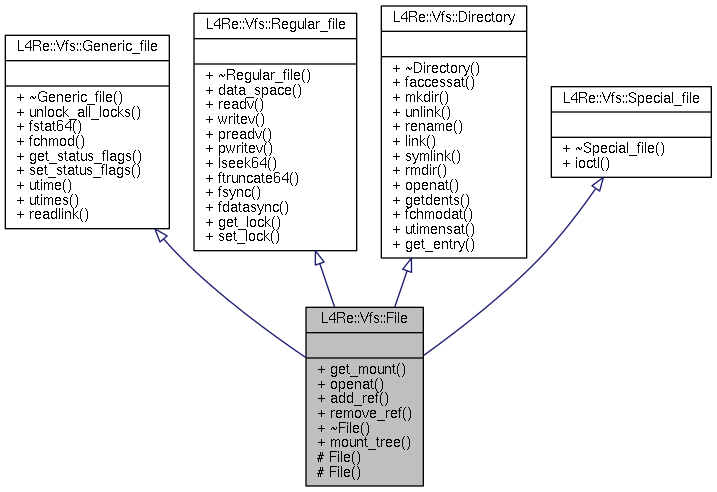 L4Re::Vfs::Generic_file
+ ~Generic_file()
+ unlock_all_locks()
+ fstat64()
+ fchmod()
+ get_status_flags()
+ set_status_flags()
+ utime()
+ utimes()
+ readlink()
L4Re::Vfs::Regular_file
+ ~Regular_file()
+ data_space()
+ readv()
+ writev()
+ preadv()
+ pwritev()
+ lseek64()
+ ftruncate64()
+ fsync()
+ fdatasync()
+ get_lock()
+ set_lock()
L4Re::Vfs::Directory
+ ~Directory()
+ faccessat()
+ mkdir()
+ unlink()
+ rename()
+ link()
+ symlink()
+ rmdir()
+ openat()
+ getdents()
+ fchmodat()
+ utimensat()
+ get_entry()
L4Re::Vfs::Special_file
+ ~Special_file()
+ ioctl()
L4Re::Vfs::File
+ get_mount()
+ openat()
+ add_ref()
+ remove_ref()
+ ~File()
+ mount_tree()
# File()
# File()